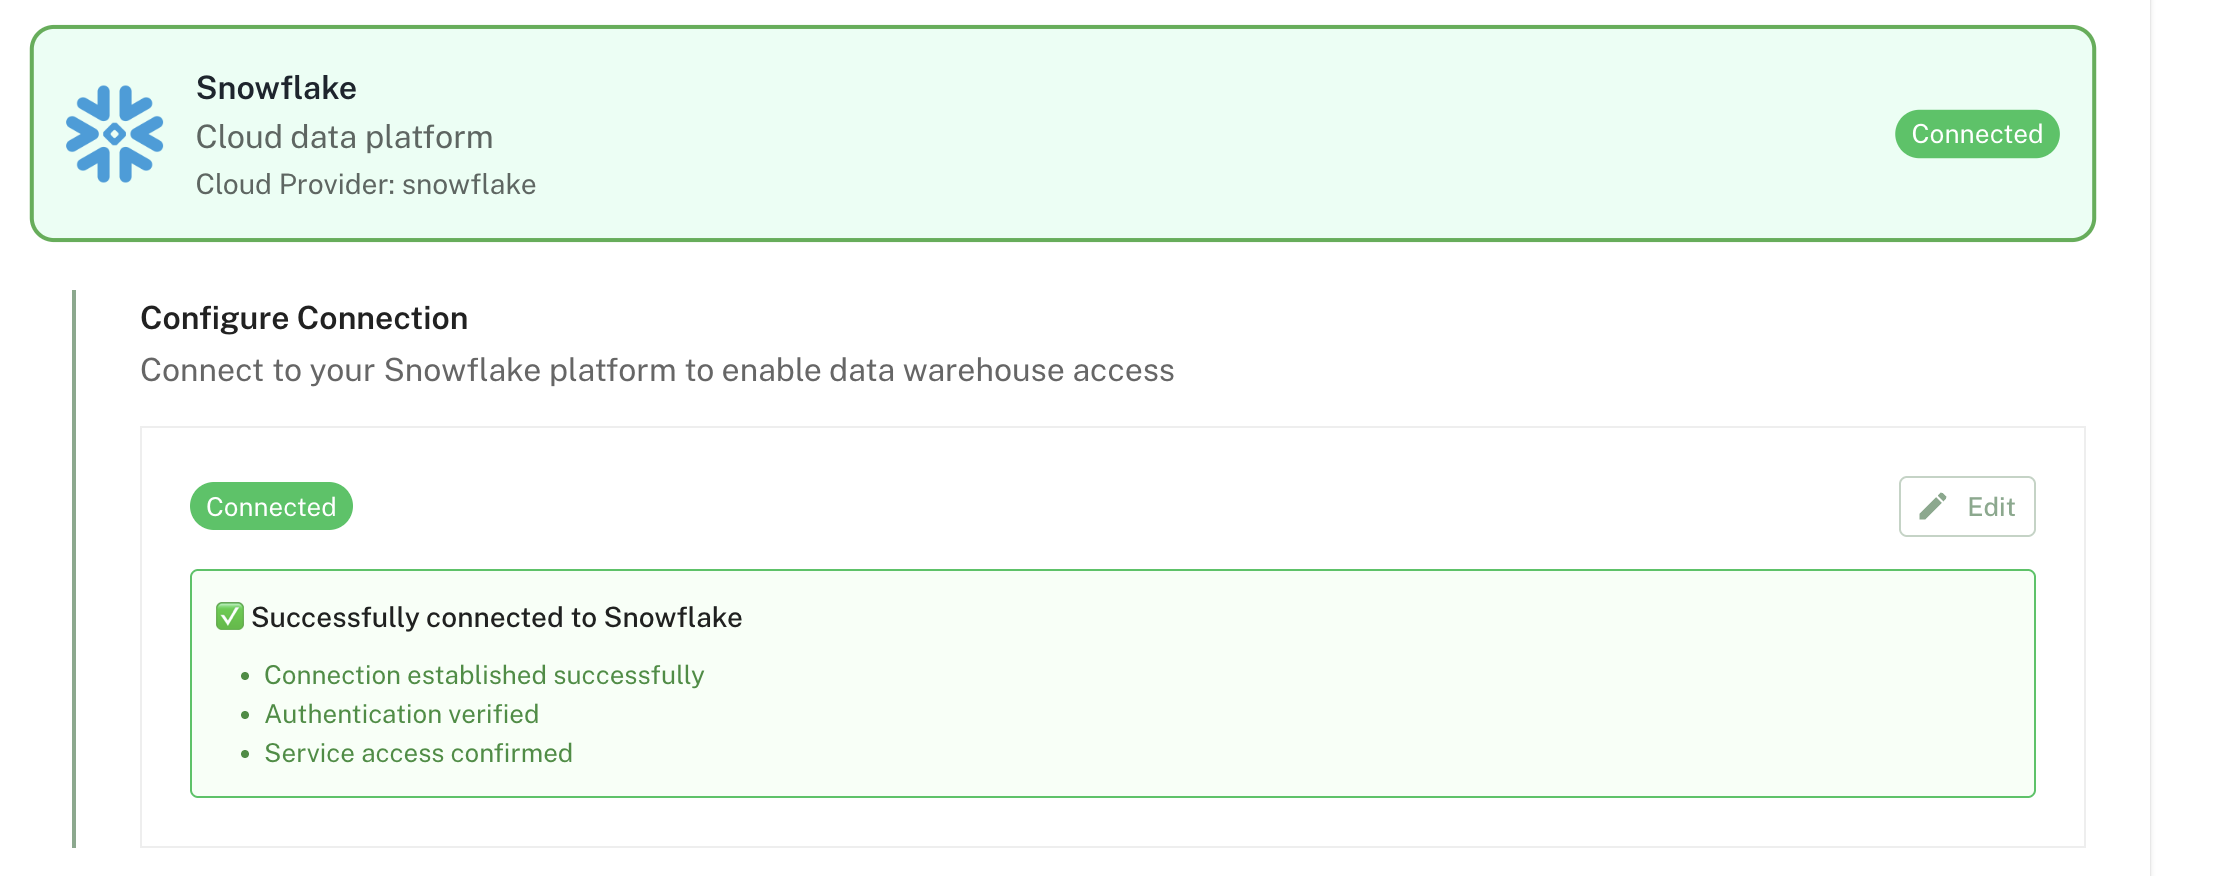 Snowflake
Cloud data platform
Cloud Provider: snowflake
Connected
Configure Connection
Connect to your Snowflake platform to enable data warehouse access
Connected
Edit
✅ Successfully connected to Snowflake
• Connection established successfully
• Authentication verified
• Service access confirmed